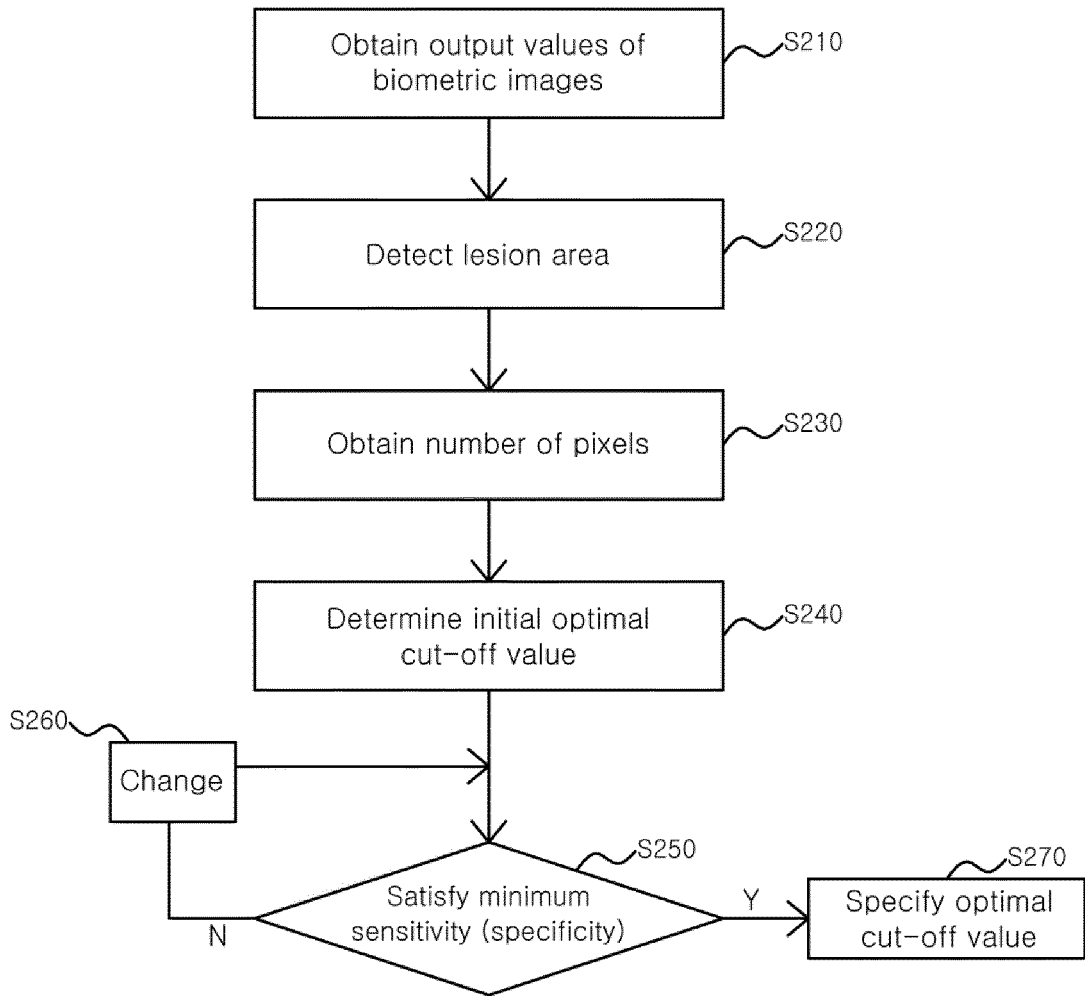 Obtain output values of
biometric images
S210
Detect lesion area
S220
Obtain number of pixels
S230
Determine initial optimal
cut-off value
S240
S260
Change
S250
Satisfy minimum
sensitivity (specificity)
N
Y
S270
Specify optimal
cut-off value